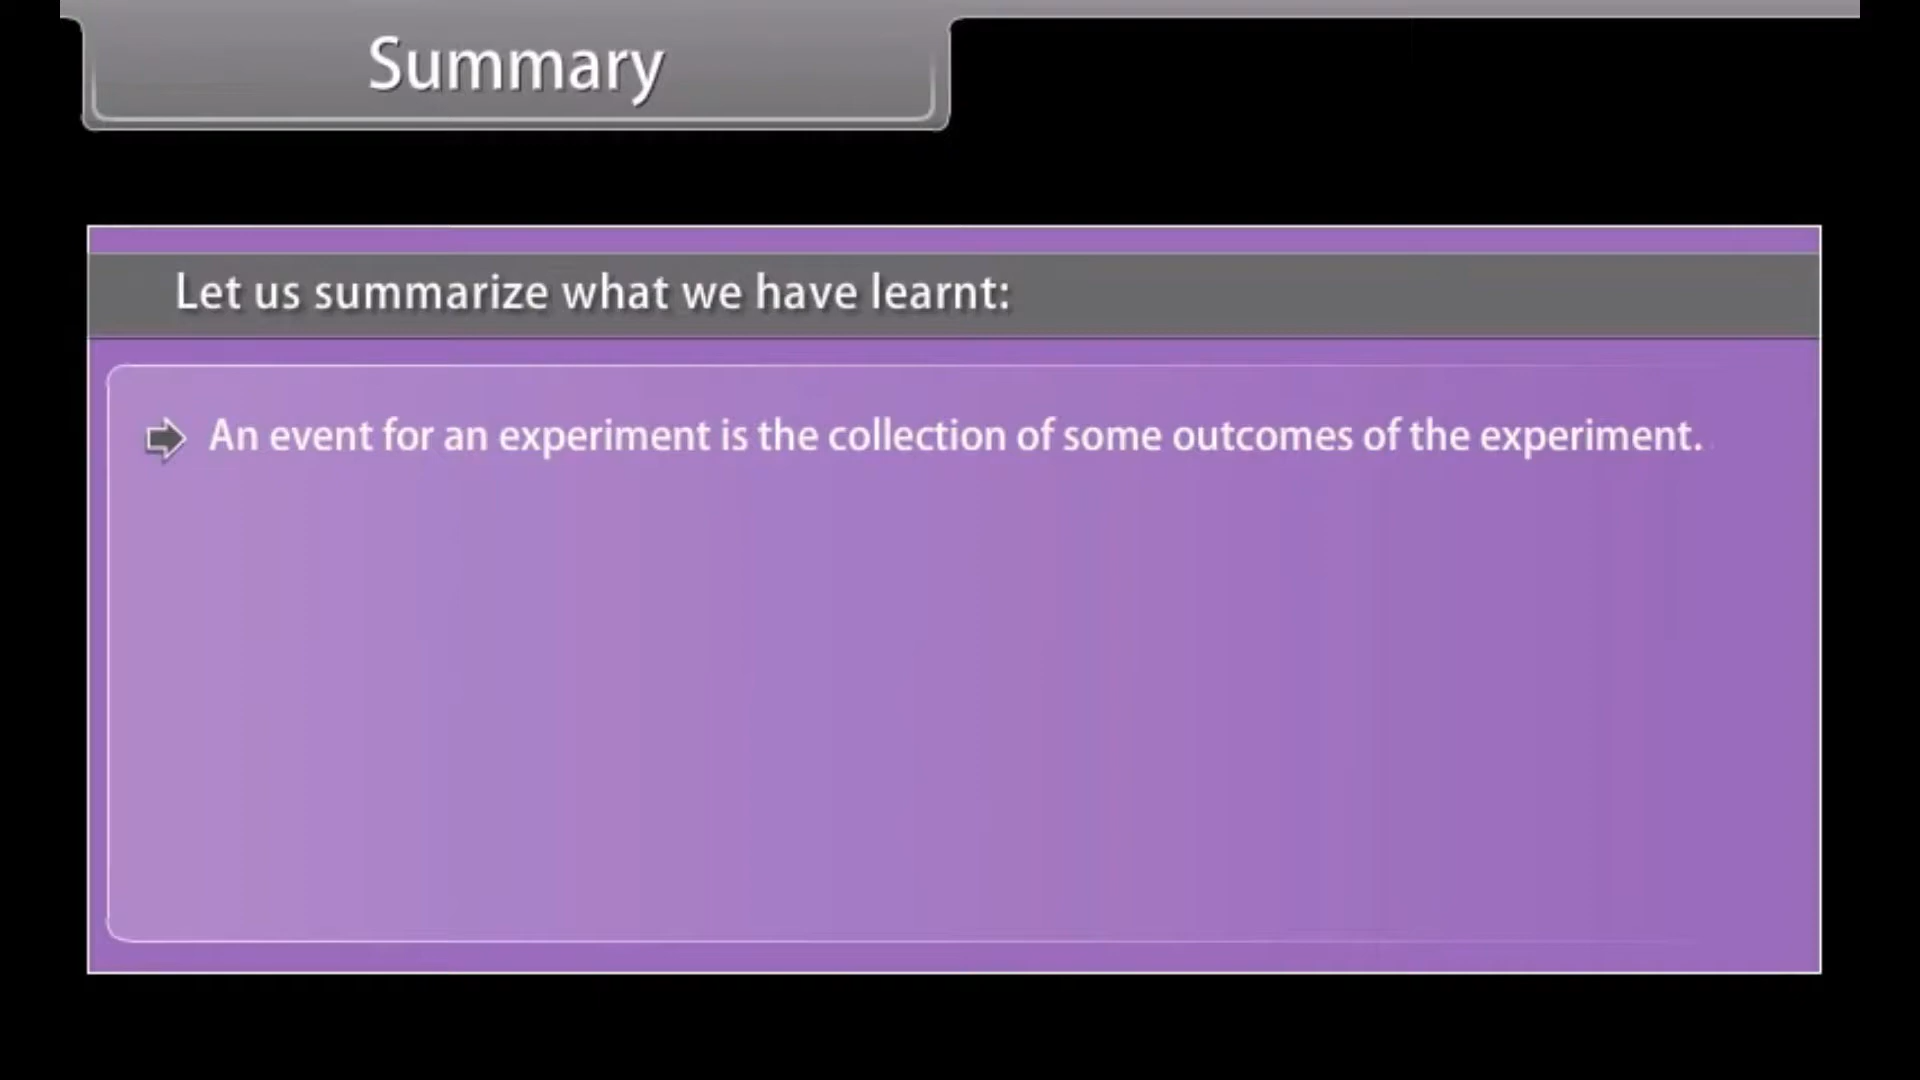 Summary
Let us summarize what we have learnt:
An event for an experiment is the collection of some outcomes of the experiment.